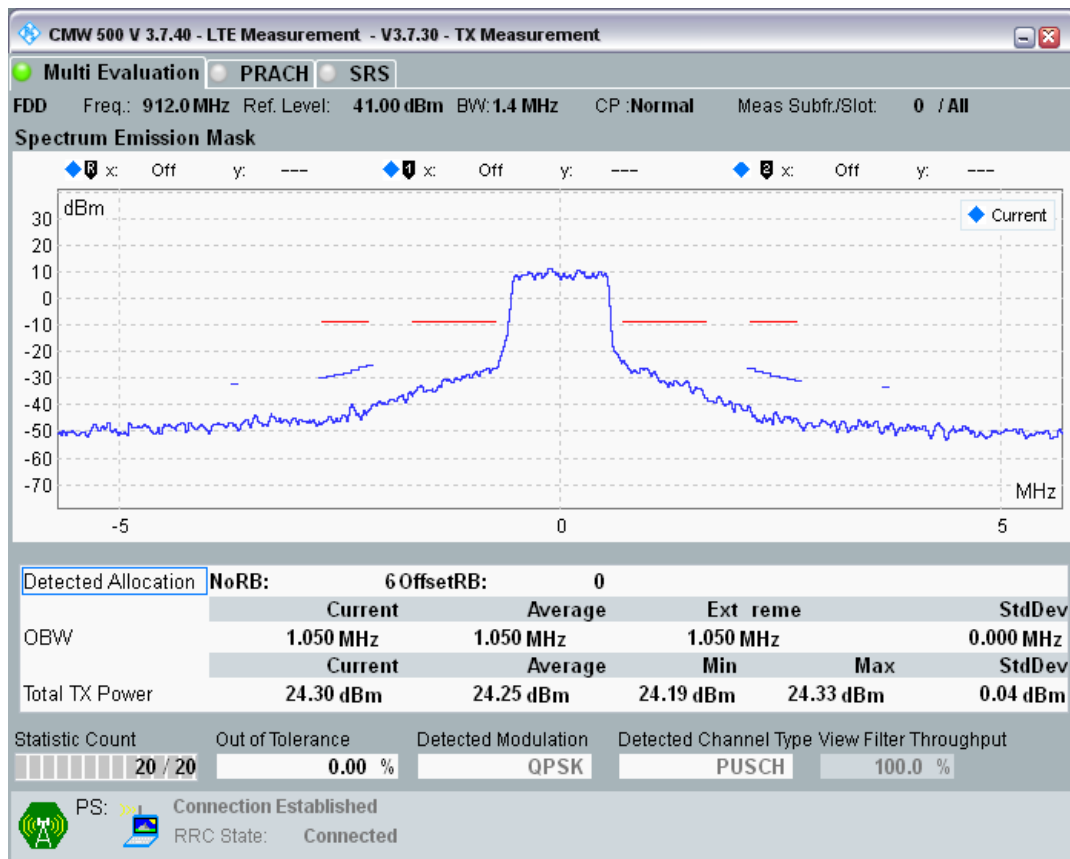 CMW 500 V 3.7.40 - LTE Measurement - V3.7.30 - TX Measurement
Multi Evaluation PRACH SRS
FDD Freq.: 912.0 MHz Ref. Level: 41.00 dBm BW: 1.4 MHz CP :Normal Meas Subfr./Slot: 0 / All
Spectrum Emission Mask
R x: Off y: --- 1 x: Off y: --- 2 x: Off y: ---
dBm
Current
30
20
10
0
-10
-20
-30
-40
-50
-60
-70
MHz
-5 0 5
Detected Allocation NoRB: 6 OffsetRB: 0
Current Average Ext reme StdDev
OBW 1.050 MHz 1.050 MHz 1.050 MHz 0.000 MHz
Current Average Min Max StdDev
Total TX Power 24.30 dBm 24.25 dBm 24.19 dBm 24.33 dBm 0.04 dBm
Statistic Count Out of Tolerance Detected Modulation Detected Channel Type View Filter Throughput
20 / 20 0.00 % QPSK PUSCH 100.0 %
PS: Connection Established
RRC State: Connected